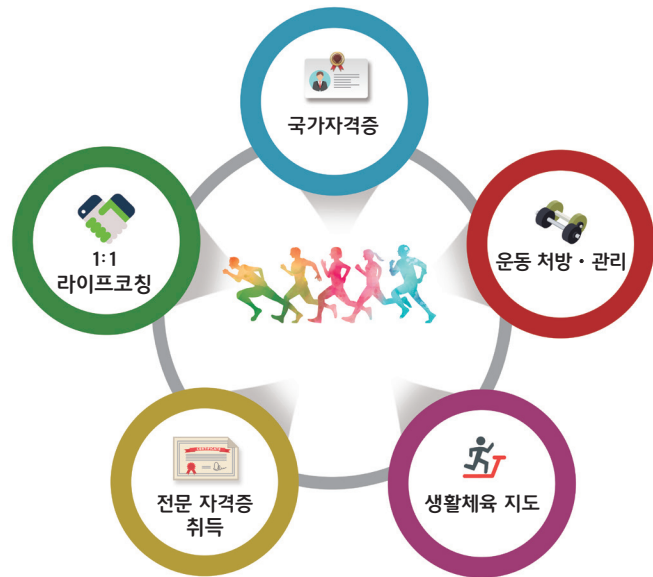 국가자격증
1:1
라이프코칭
운동 처방 · 관리
전문 자격증
취득
생활체육 지도